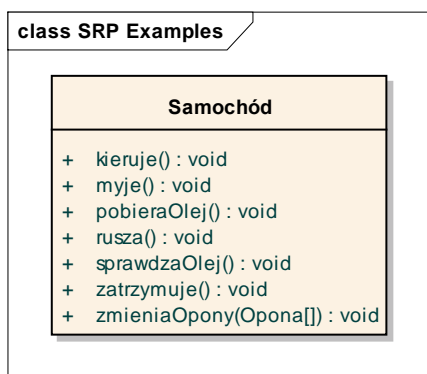 class SRP Examples
Samochód
+ kieruje() : void
+ myje() : void
+ pobieraOlej() : void
+ rusza() : void
+ sprawdzaOlej() : void
+ zatrzymuje() : void
+ zmieniaOpony(Opona[]) : void